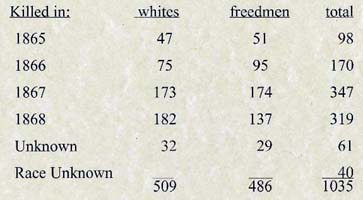 Killed in: whites freedmen total
1865 47 51 98
1866 75 95 170
1867 173 174 347
1868 182 137 319
Unknown 32 29 61
Race Unknown 40
509 486 1035